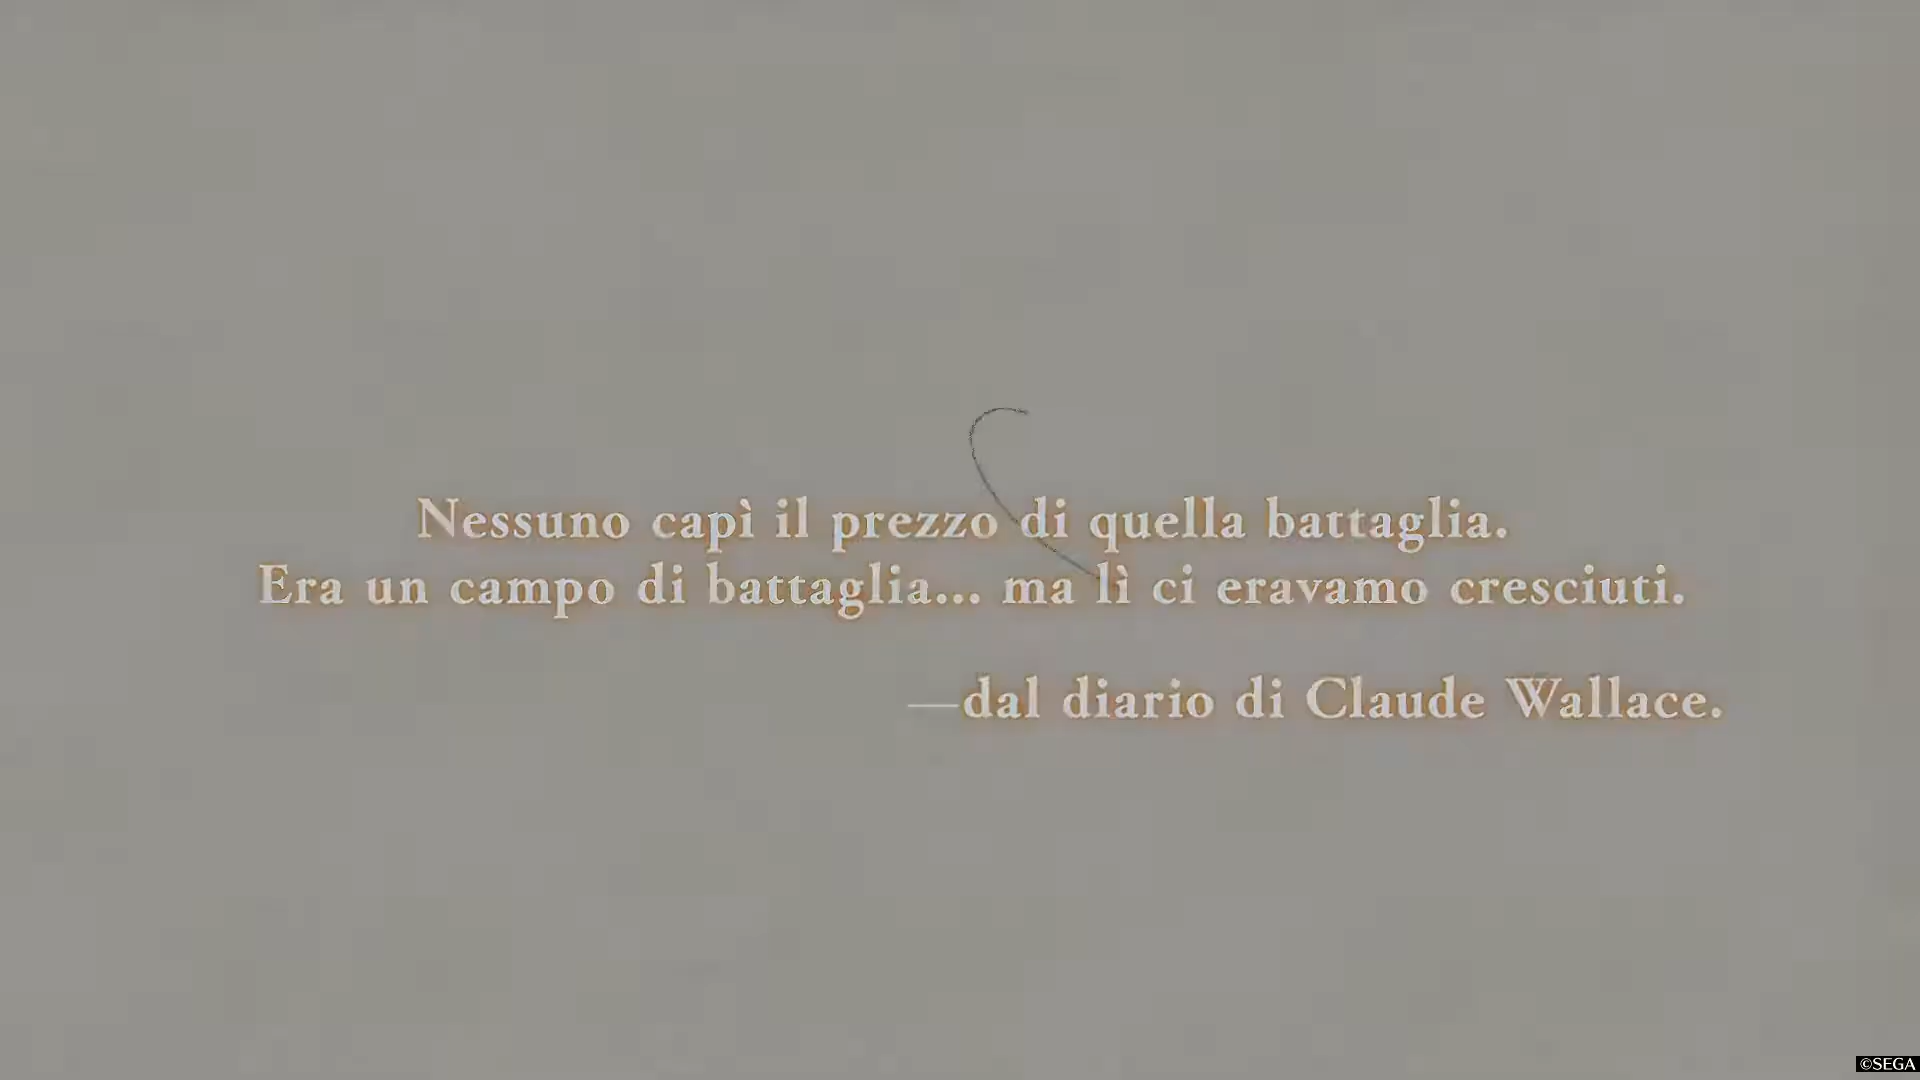 Nessuno capì il prezzo di quella battaglia.
Era un campo di battaglia... ma lì ci eravamo cresciuti.
—dal diario di Claude Wallace.
©SEGA